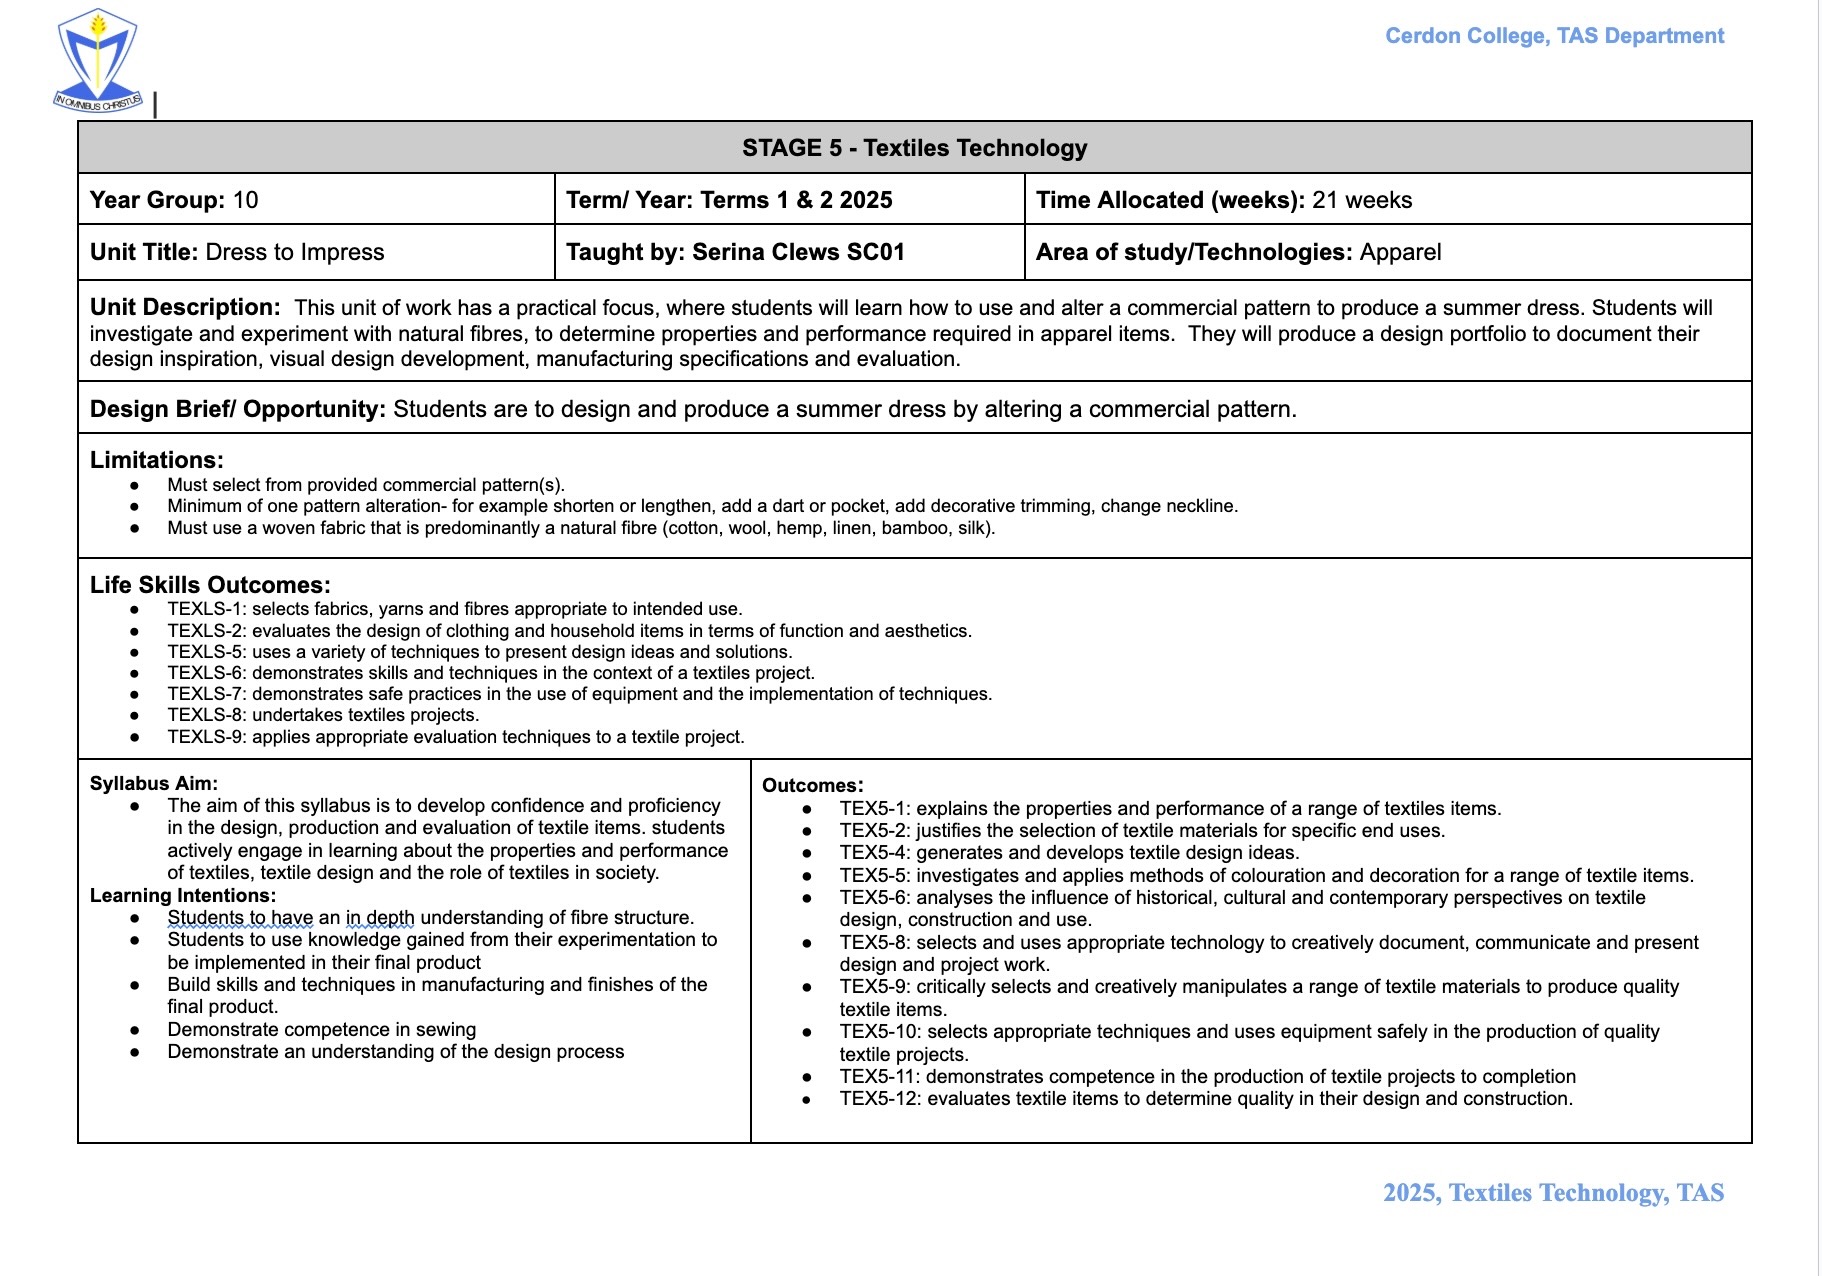 IN OMNIBUS CHRISTUS
Cerdon College, TAS Department
STAGE 5 - Textiles Technology
Year Group: 10
Term/ Year: Terms 1 & 2 2025
Time Allocated (weeks): 21 weeks
Unit Title: Dress to Impress
Taught by: Serina Clews SC01
Area of study/Technologies: Apparel
Unit Description: This unit of work has a practical focus, where students will learn how to use and alter a commercial pattern to produce a summer dress. Students will
investigate and experiment with natural fibres, to determine properties and performance required in apparel items. They will produce a design portfolio to document their
design inspiration, visual design development, manufacturing specifications and evaluation.
Design Brief/ Opportunity: Students are to design and produce a summer dress by altering a commercial pattern.
Limitations:
● Must select from provided commercial pattern(s).
● Minimum of one pattern alteration- for example shorten or lengthen, add a dart or pocket, add decorative trimming, change neckline.
● Must use a woven fabric that is predominantly a natural fibre (cotton, wool, hemp, linen, bamboo, silk).
Life Skills Outcomes:
● TEXLS-1: selects fabrics, yarns and fibres appropriate to intended use.
● TEXLS-2: evaluates the design of clothing and household items in terms of function and aesthetics.
● TEXLS-5: uses a variety of techniques to present design ideas and solutions.
● TEXLS-6: demonstrates skills and techniques in the context of a textiles project.
● TEXLS-7: demonstrates safe practices in the use of equipment and the implementation of techniques.
● TEXLS-8: undertakes textiles projects.
● TEXLS-9: applies appropriate evaluation techniques to a textile project.
Syllabus Aim:
● The aim of this syllabus is to develop confidence and proficiency
in the design, production and evaluation of textile items. students
actively engage in learning about the properties and performance
of textiles, textile design and the role of textiles in society.
Learning Intentions:
● Students to have an in depth understanding of fibre structure.
● Students to use knowledge gained from their experimentation to
be implemented in their final product
● Build skills and techniques in manufacturing and finishes of the
final product.
● Demonstrate competence in sewing
● Demonstrate an understanding of the design process
Outcomes:
● TEX5-1: explains the properties and performance of a range of textiles items.
● TEX5-2: justifies the selection of textile materials for specific end uses.
● TEX5-4: generates and develops textile design ideas.
● TEX5-5: investigates and applies methods of colouration and decoration for a range of textile items.
● TEX5-6: analyses the influence of historical, cultural and contemporary perspectives on textile
design, construction and use.
● TEX5-8: selects and uses appropriate technology to creatively document, communicate and present
design and project work.
● TEX5-9: critically selects and creatively manipulates a range of textile materials to produce quality
textile items.
● TEX5-10: selects appropriate techniques and uses equipment safely in the production of quality
textile projects.
● TEX5-11: demonstrates competence in the production of textile projects to completion
● TEX5-12: evaluates textile items to determine quality in their design and construction.
2025, Textiles Technology, TAS